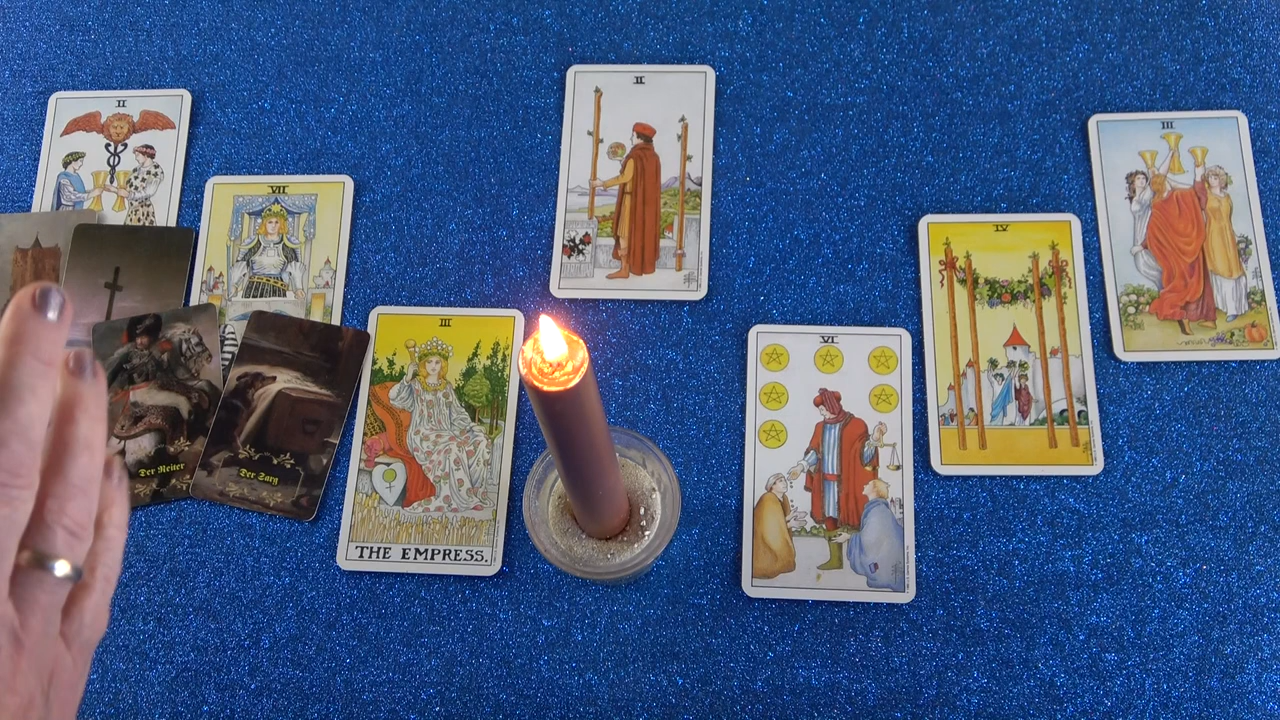 II
VII
II
III
IV
III
THE EMPRESS.
VI
Der Reiter
Der Sarg